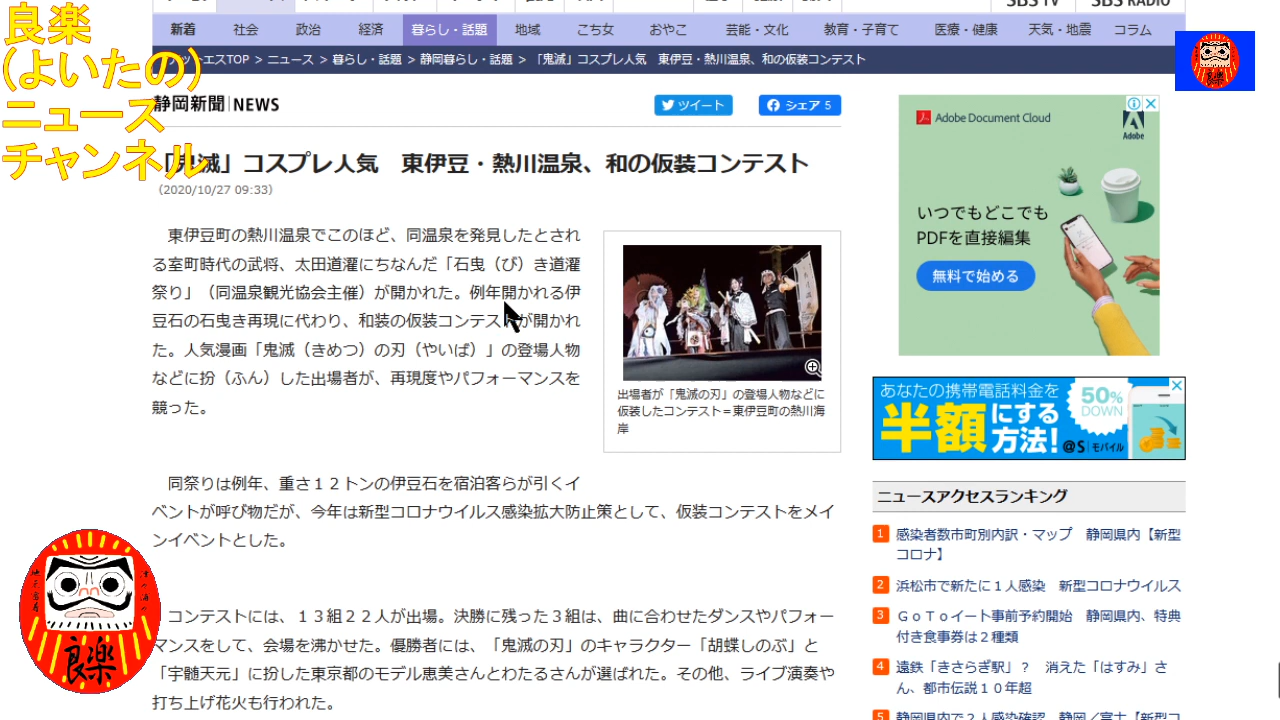 SBS TV SBS RADIO
新着 社会 政治 経済 暮らし・話題 地域 こち女 おやこ 芸能・文化 教育・子育て 医療・健康 天気・地震 コラム
ットエスTOP > ニュース > 暮らし・話題 > 静岡暮らし・話題 > 「鬼滅」コスプレ人気　東伊豆・熱川温泉、和の仮装コンテスト
良楽
(よいたの)
ニュース
チャンネル
静岡新聞 NEWS
ツイート
シェア 5
「鬼滅」コスプレ人気　東伊豆・熱川温泉、和の仮装コンテスト
（2020/10/27 09:33）
東伊豆町の熱川温泉でこのほど、同温泉を発見したとされ
る室町時代の武将、太田道灌にちなんだ「石曳（び）き道灌
祭り」（同温泉観光協会主催）が開かれた。例年開かれる伊
豆石の石曳き再現に代わり、和装の仮装コンテストが開かれ
た。人気漫画「鬼滅（きめつ）の刃（やいば）」の登場人物
などに扮（ふん）した出場者が、再現度やパフォーマンスを
競った。
出場者が「鬼滅の刃」の登場人物などに
仮装したコンテスト＝東伊豆町の熱川海
岸
同祭りは例年、重さ１２トンの伊豆石を宿泊客らが引くイ
ベントが呼び物だが、今年は新型コロナウイルス感染拡大防止策として、仮装コンテストをメイ
ンイベントとした。
コンテストには、１３組２２人が出場。決勝に残った３組は、曲に合わせたダンスやパフォー
マンスをして、会場を沸かせた。優勝者には、「鬼滅の刃」のキャラクター「胡蝶しのぶ」と
「宇髄天元」に扮した東京都のモデル恵美さんとわたるさんが選ばれた。その他、ライブ演奏や
打ち上げ花火も行われた。
良楽
Adobe Document Cloud
Adobe
いつでもどこでも
PDFを直接編集
無料で始める
あなたの携帯電話料金を
半額にする
方法!
50%
DOWN
@S モバイル
ニュースアクセスランキング
1 感染者数市町別内訳・マップ　静岡県内【新型
コロナ】
2 浜松市で新たに１人感染　新型コロナウイルス
3 ＧｏＴｏイート事前予約開始　静岡県内、特典
付き食事券は２種類
4 遠鉄「きさらぎ駅」？　消えた「はすみ」さ
ん、都市伝説１０年超
5 静岡県内で２人感染確認　静岡／富士【新型コ